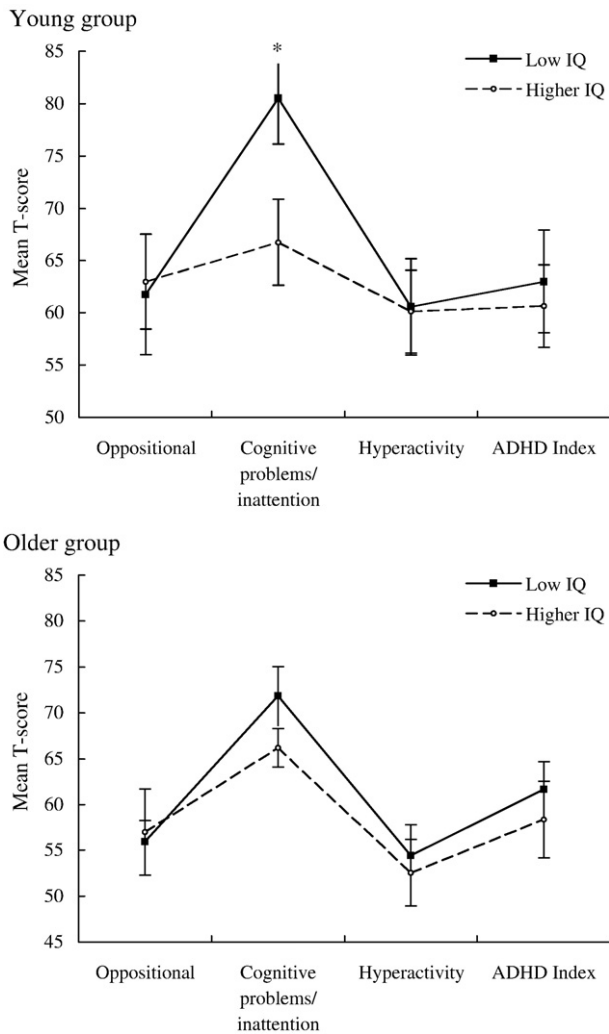 Young group
85
80
75
70
65
60
55
50
Mean T-score
*
Low IQ
Higher IQ
Oppositional
Cognitive
problems/
inattention
Hyperactivity
ADHD Index
Older group
85
80
75
70
65
60
55
50
45
Mean T-score
Low IQ
Higher IQ
Oppositional
Cognitive
problems/
inattention
Hyperactivity
ADHD Index